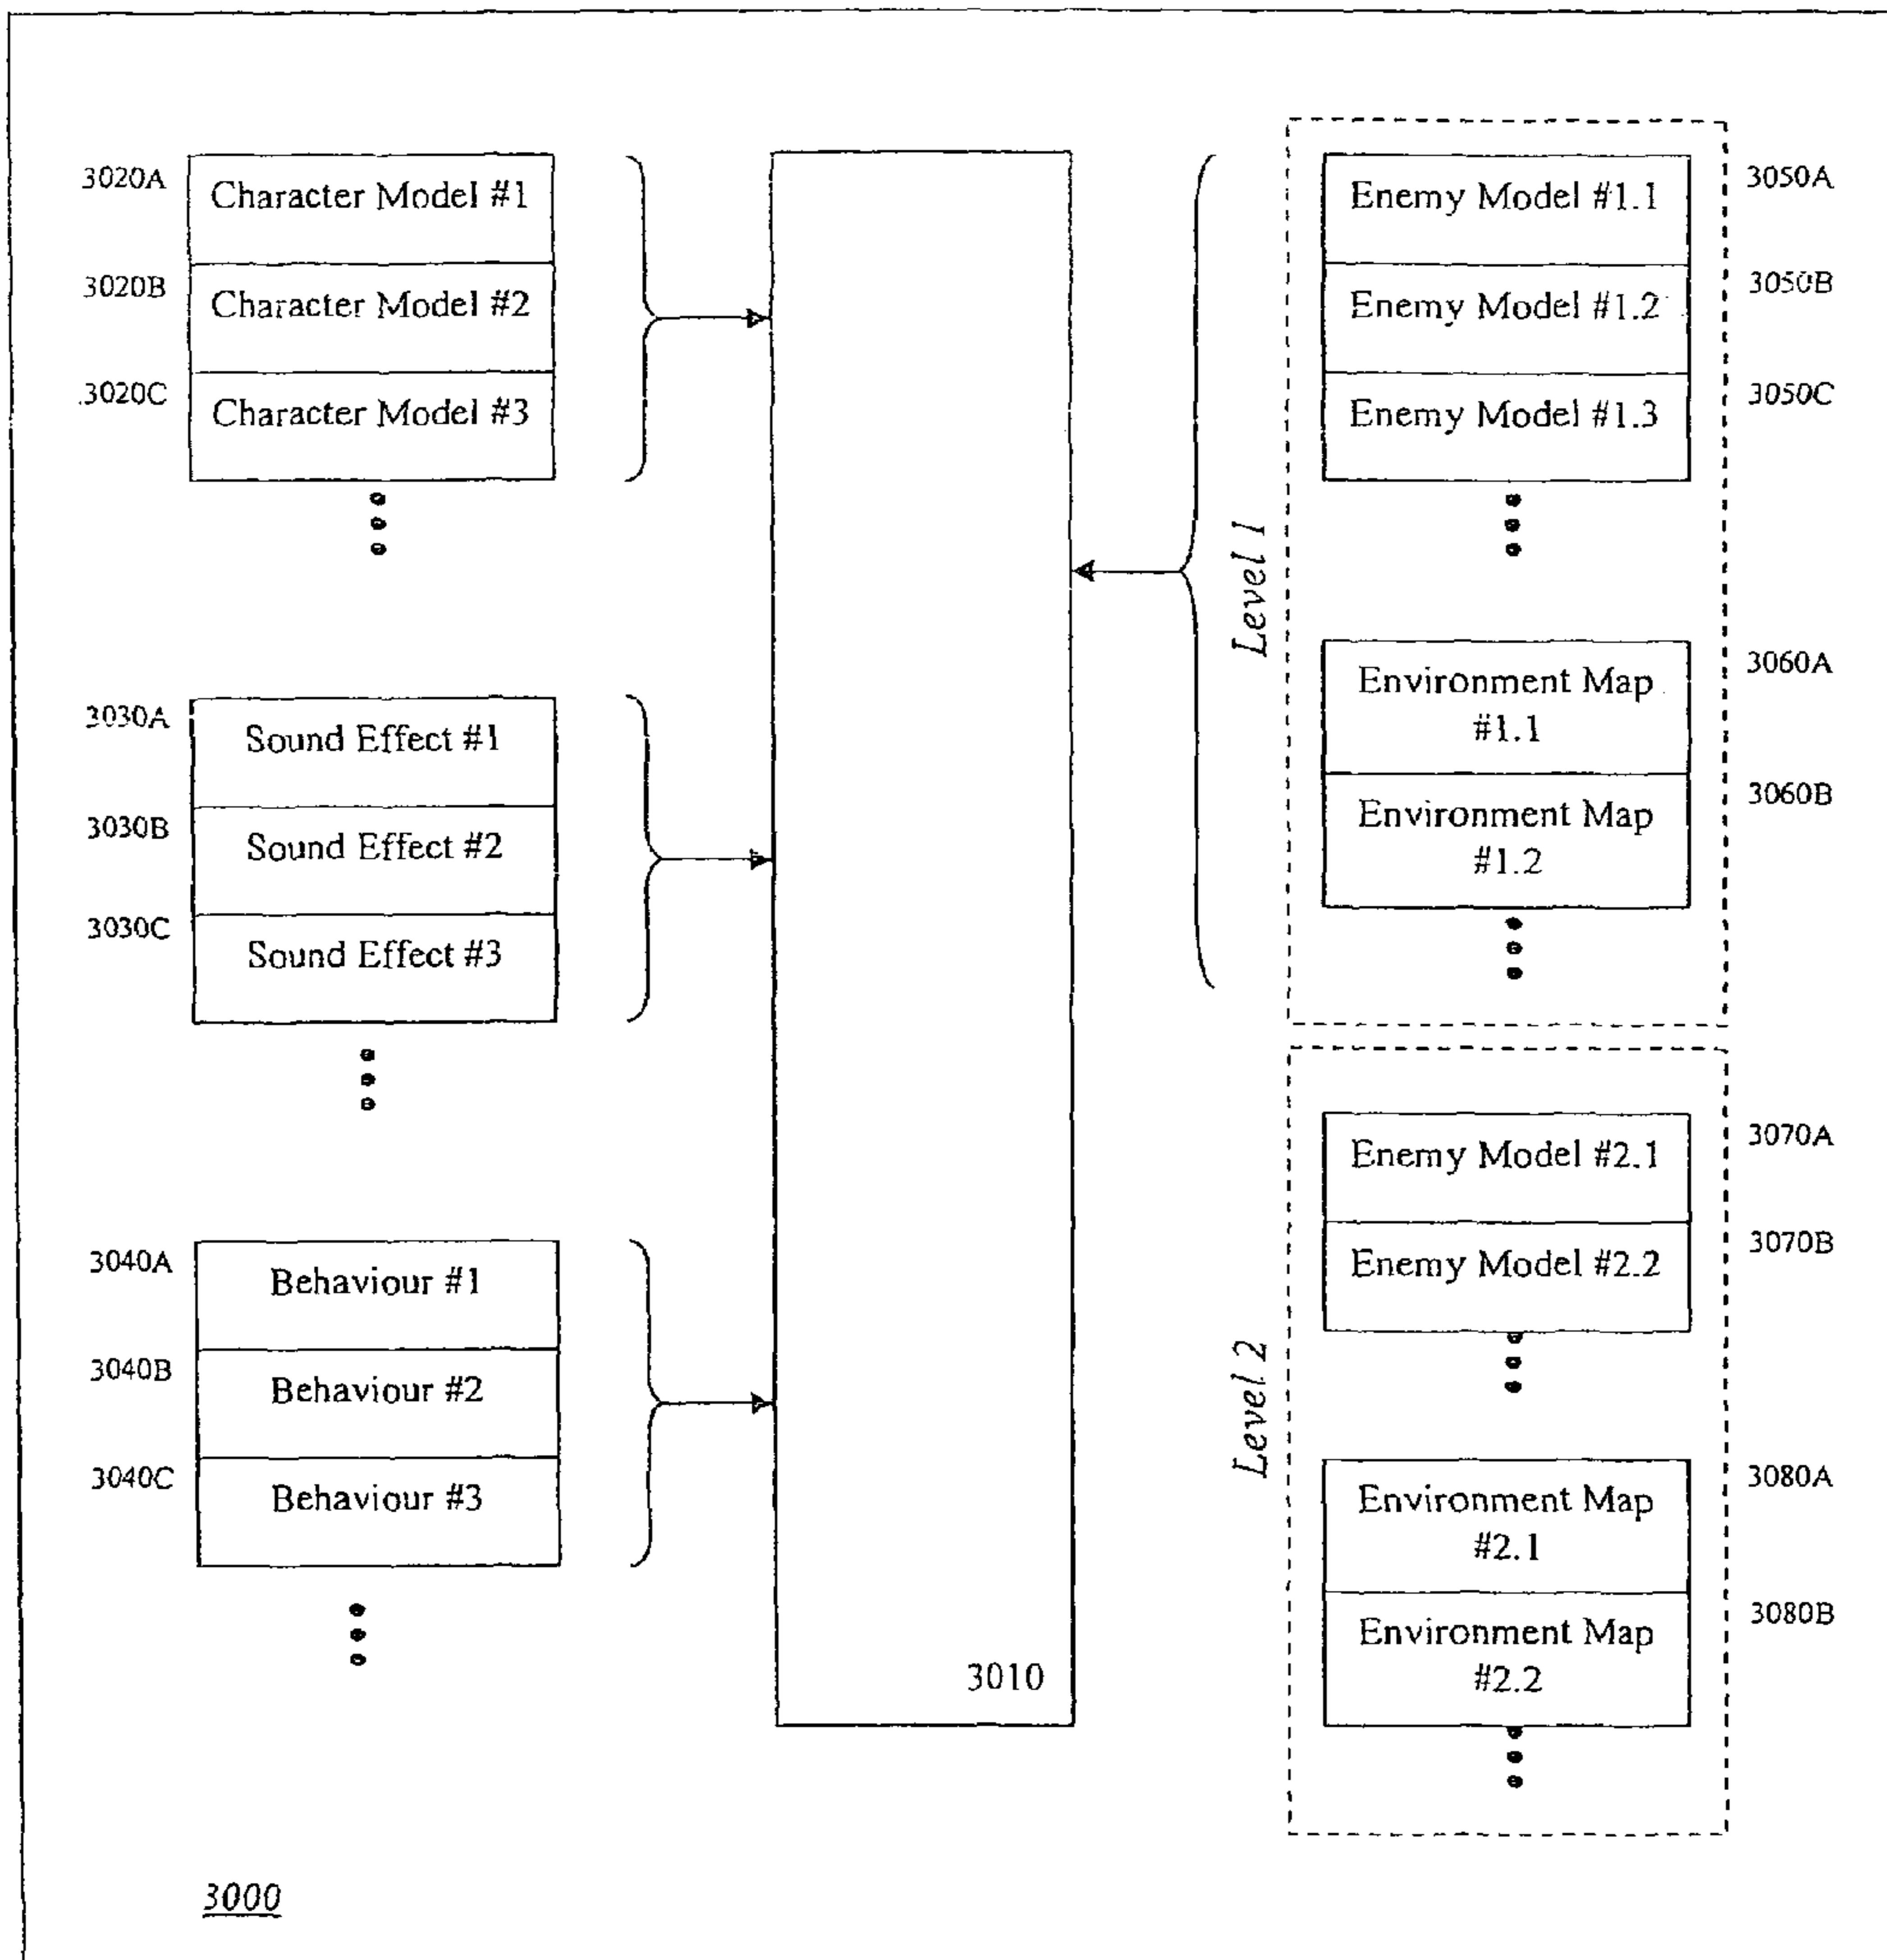 3020A
Character Model #1
3020B
Character Model #2
3020C
Character Model #3
3030A
Sound Effect #1
3030B
Sound Effect #2
3030C
Sound Effect #3
3040A
Behaviour #1
3040B
Behaviour #2
3040C
Behaviour #3
3010
Level 1
Enemy Model #1.1
3050A
Enemy Model #1.2
3050B
Enemy Model #1.3
3050C
Environment Map
#1.1
3060A
Environment Map
#1.2
3060B
Level 2
Enemy Model #2.1
3070A
Enemy Model #2.2
3070B
Environment Map
#2.1
3080A
Environment Map
#2.2
3080B
3000